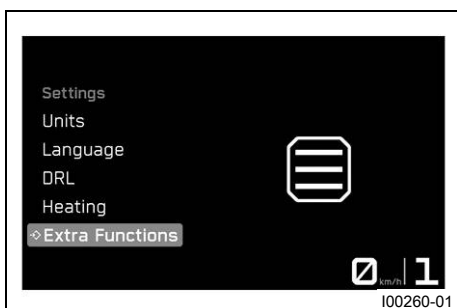 Settings
Units
Language
DRL
Heating
Extra Functions
0 km/h 1
I00260-01